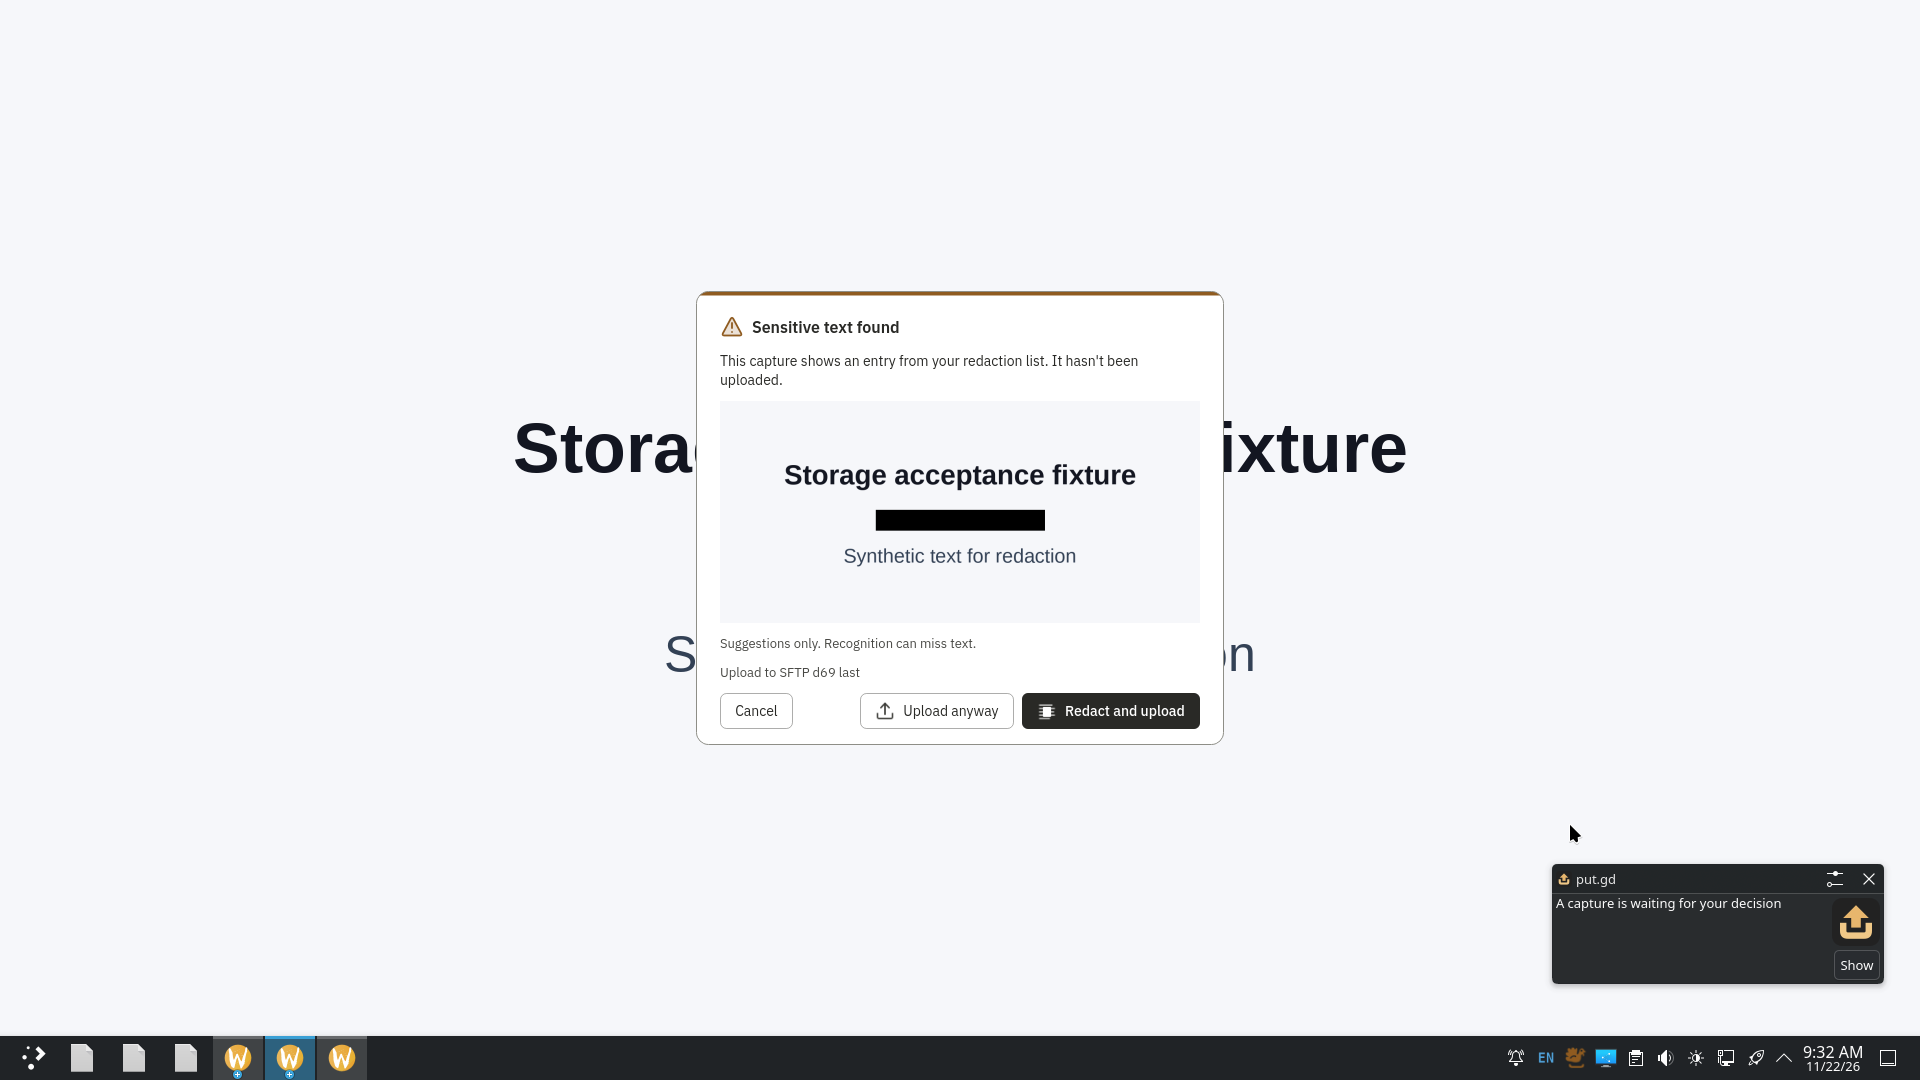 Sensitive text found
This capture shows an entry from your redaction list. It hasn't been
uploaded.
Storage acceptance fixture
Synthetic text for redaction
Suggestions only. Recognition can miss text.
Upload to SFTP d69 last
Cancel
Upload anyway
Redact and upload
put.gd
A capture is waiting for your decision
Show
EN
9:32 AM
11/22/26